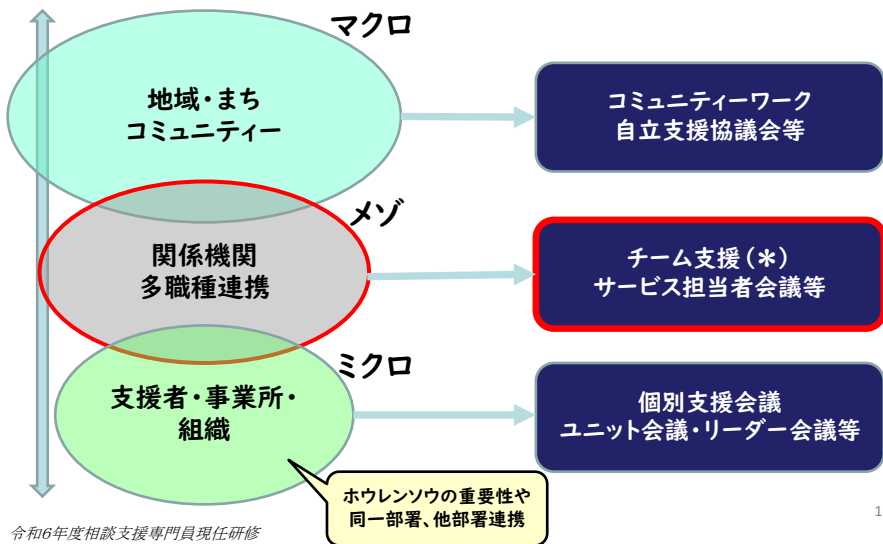 マクロ
地域・まち
コミュニティー
コミュニティーワーク
自立支援協議会等
メゾ
関係機関
多職種連携
チーム支援(*)
サービス担当者会議等
ミクロ
支援者・事業所・
組織
個別支援会議
ユニット会議・リーダー会議等
ホウレンソウの重要性や
同一部署、他部署連携
1
令和6年度相談支援専門員現任研修